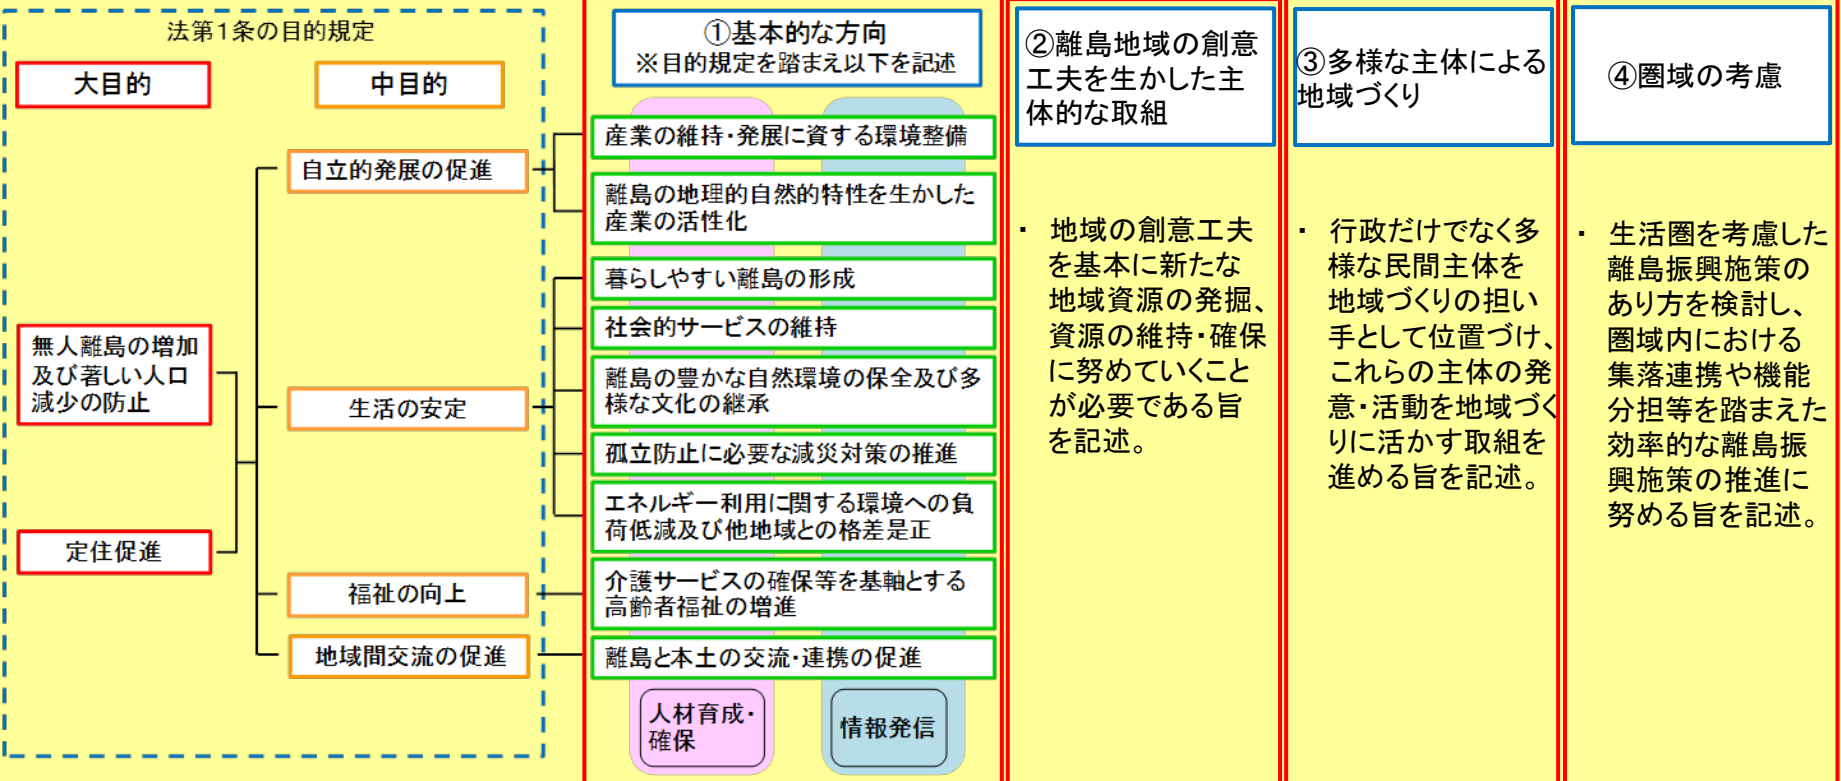 法第1条の目的規定
大目的
中目的
無人離島の増加
及び著しい人口
減少の防止
定住促進
自立的発展の促進
生活の安定
福祉の向上
地域間交流の促進
①基本的な方向
※目的規定を踏まえ以下を記述
産業の維持・発展に資する環境整備
離島の地理的自然的特性を生かした
産業の活性化
暮らしやすい離島の形成
社会的サービスの維持
離島の豊かな自然環境の保全及び多
様な文化の継承
孤立防止に必要な減災対策の推進
エネルギー利用に関する環境への負
荷低減及び他地域との格差是正
介護サービスの確保等を基軸とする
高齢者福祉の増進
離島と本土の交流・連携の促進
人材育成・
確保
情報発信
②離島地域の創意
工夫を生かした主
体的な取組
・ 地域の創意工夫
を基本に新たな
地域資源の発掘、
資源の維持・確保
に努めていくこと
が必要である旨
を記述。
③多様な主体による
地域づくり
・ 行政だけでなく多
様な民間主体を
地域づくりの担い
手として位置づけ、
これらの主体の発
意・活動を地域づく
りに活かす取組を
進める旨を記述。
④圏域の考慮
・ 生活圏を考慮した
離島振興施策の
あり方を検討し、
圏域内における
集落連携や機能
分担等を踏まえた
効率的な離島振
興施策の推進に
努める旨を記述。